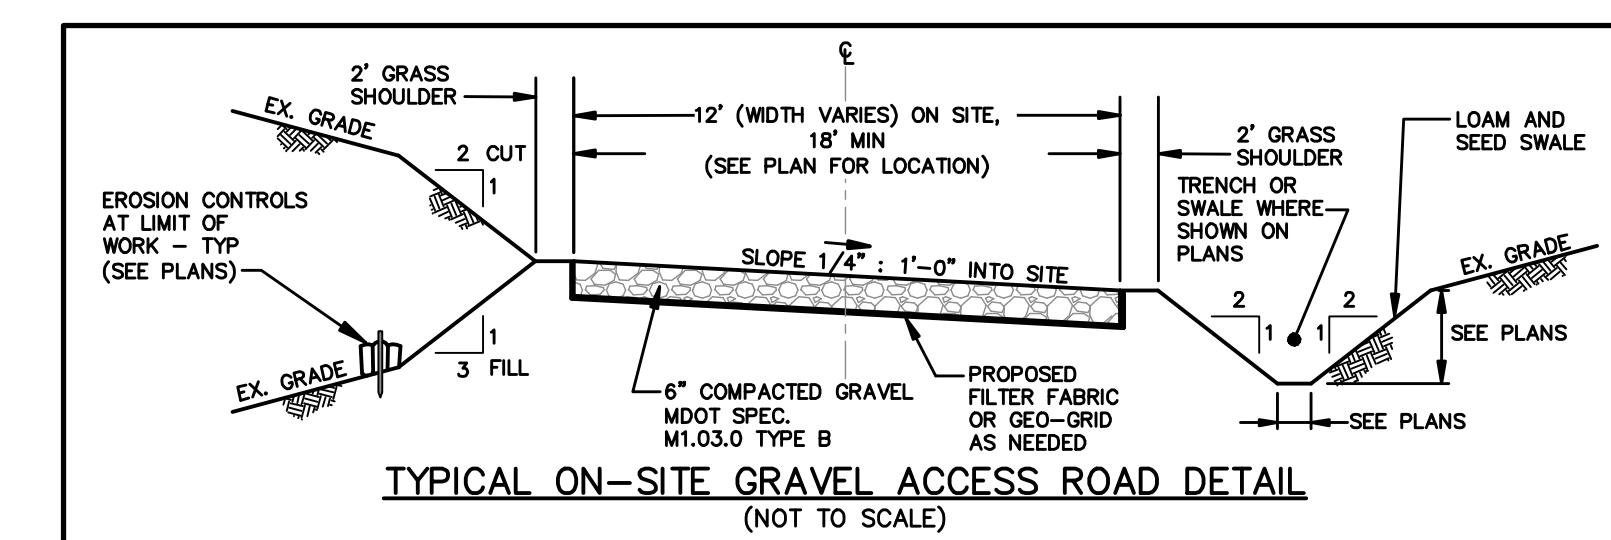 ℄
2' GRASS
SHOULDER
EX. GRADE
12' (WIDTH VARIES) ON SITE,
18' MIN
(SEE PLAN FOR LOCATION)
2' GRASS
SHOULDER
LOAM AND
SEED SWALE
2 CUT
1
TRENCH OR
SWALE WHERE
SHOWN ON
PLANS
EROSION CONTROLS
AT LIMIT OF
WORK - TYP
(SEE PLANS)
SLOPE 1/4" : 1'-0" INTO SITE
EX. GRADE
2
1
1
2
SEE PLANS
1
3 FILL
EX. GRADE
6" COMPACTED GRAVEL
MDOT SPEC.
M1.03.0 TYPE B
PROPOSED
FILTER FABRIC
OR GEO-GRID
AS NEEDED
SEE PLANS
TYPICAL ON-SITE GRAVEL ACCESS ROAD DETAIL
(NOT TO SCALE)